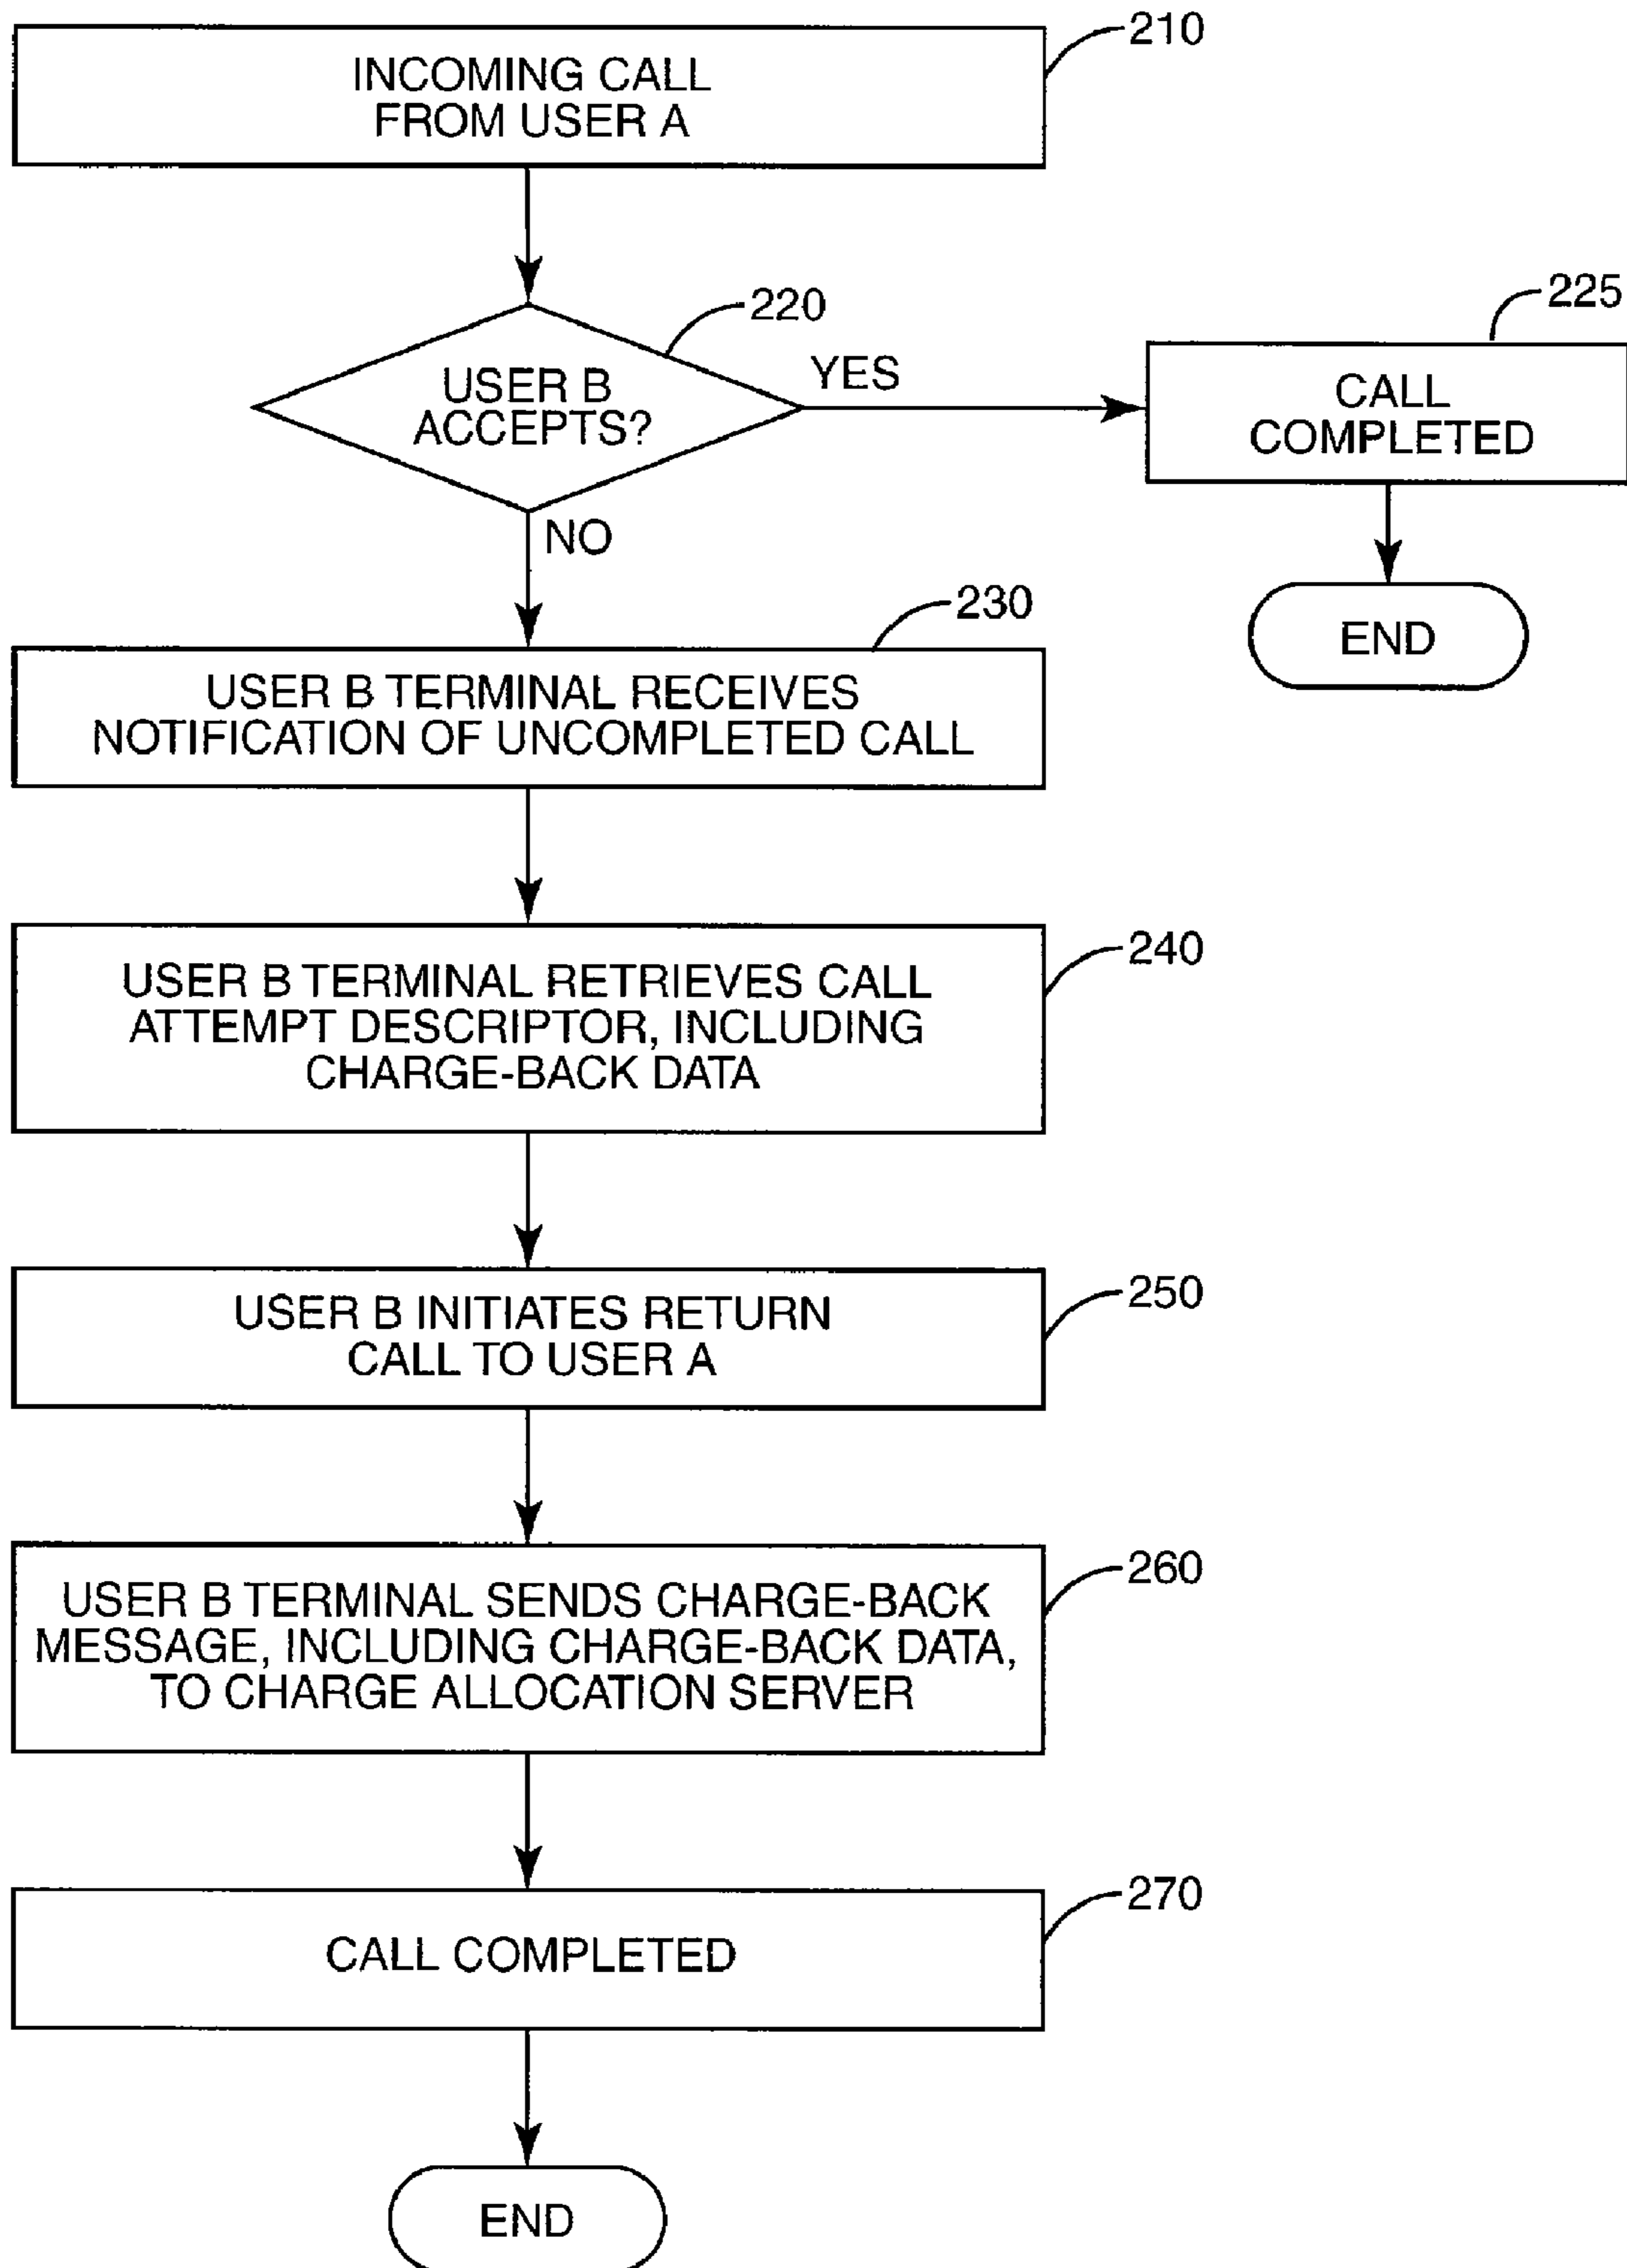 210
INCOMING CALL
FROM USER A
220
225
USER B
ACCEPTS?
YES
CALL
COMPLETED
NO
END
230
USER B TERMINAL RECEIVES
NOTIFICATION OF UNCOMPLETED CALL
240
USER B TERMINAL RETRIEVES CALL
ATTEMPT DESCRIPTOR, INCLUDING
CHARGE-BACK DATA
250
USER B INITIATES RETURN
CALL TO USER A
260
USER B TERMINAL SENDS CHARGE-BACK
MESSAGE, INCLUDING CHARGE-BACK DATA,
TO CHARGE ALLOCATION SERVER
270
CALL COMPLETED
END